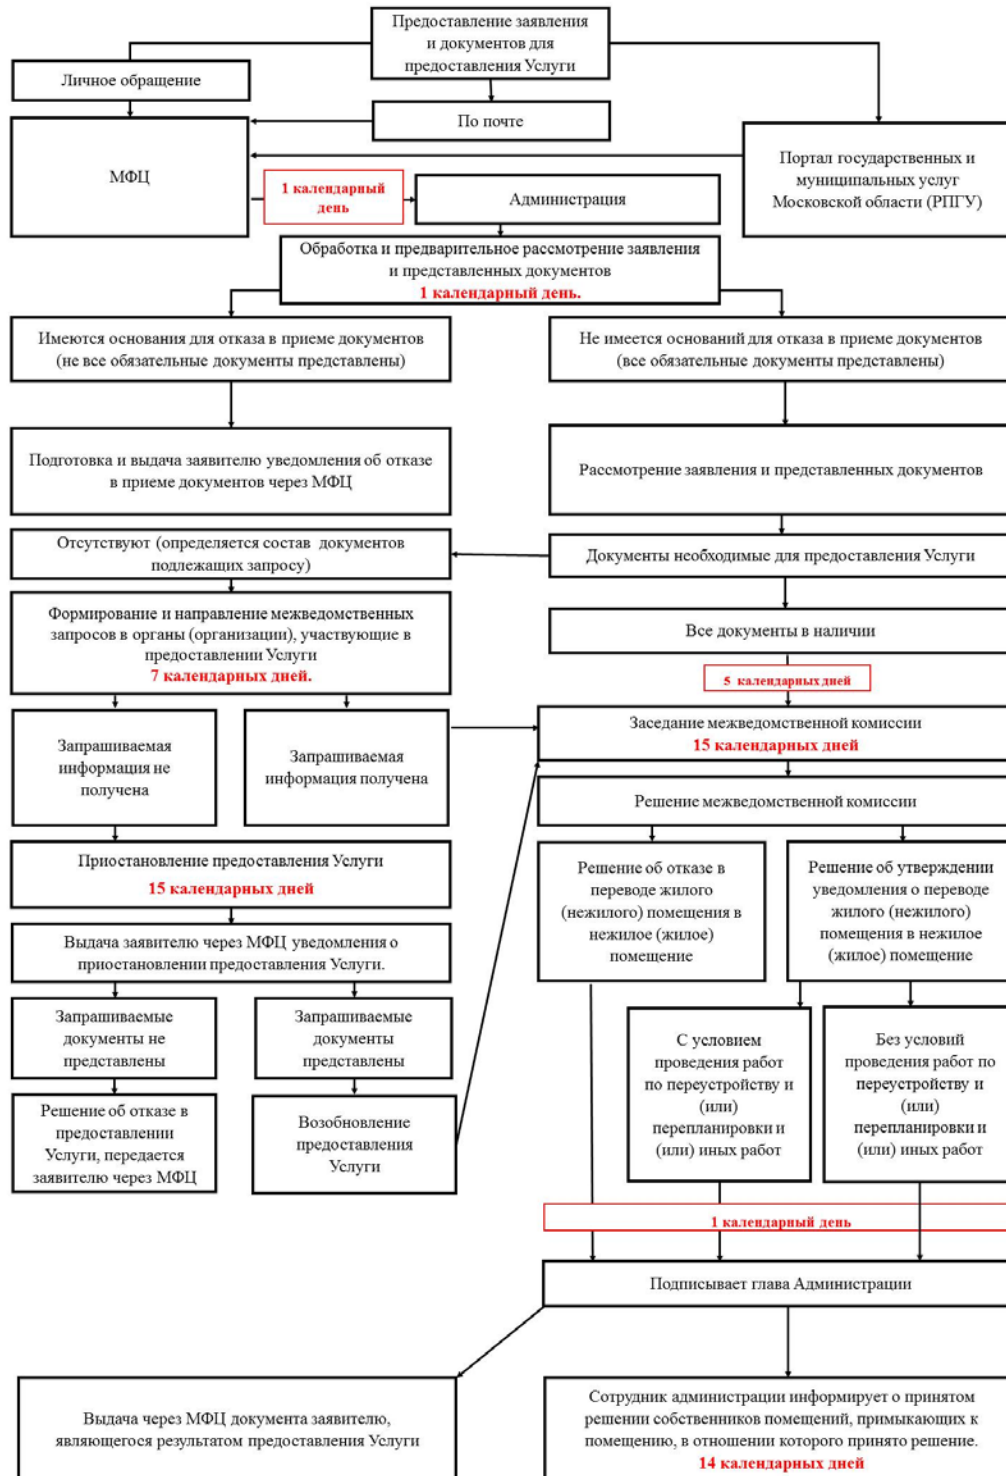 Предоставление заявления
и документов для
предоставления Услуги
Личное обращение
По почте
МФЦ
Портал государственных и
муниципальных услуг
Московской области (РПГУ)
1 календарный
день
Администрация
Обработка и предварительное рассмотрение заявления
и представленных документов
1 календарный день.
Имеются основания для отказа в приеме документов
(не все обязательные документы представлены)
Не имеется оснований для отказа в приеме документов
(все обязательные документы представлены)
Подготовка и выдача заявителю уведомления об отказе
в приеме документов через МФЦ
Рассмотрение заявления и представленных документов
Отсутствуют (определяется состав документов
подлежащих запросу)
Документы необходимые для предоставления Услуги
Формирование и направление межведомственных
запросов в органы (организации), участвующие в
предоставлении Услуги
7 календарных дней.
Все документы в наличии
5 календарных дней
Запрашиваемая
информация не
получена
Запрашиваемая
информация получена
Заседание межведомственной комиссии
15 календарных дней
Решение межведомственной комиссии
Приостановление предоставления Услуги
15 календарных дней
Решение об отказе в
переводе жилого
(нежилого) помещения в
нежилое (жилое)
помещение
Решение об утверждении
уведомления о переводе
жилого (нежилого)
помещения в нежилое
(жилое) помещение
Выдача заявителю через МФЦ уведомления о
приостановлении предоставления Услуги.
Запрашиваемые
документы не
представлены
Запрашиваемые
документы
представлены
С условием
проведения работ
по переустройству и
(или)
перепланировки и
(или) иных работ
Без условий
проведения работ по
переустройству и
(или)
перепланировки и
(или) иных работ
Решение об отказе в
предоставлении
Услуги, передается
заявителю через МФЦ
Возобновление
предоставления
Услуги
1 календарный день
Подписывает глава Администрации
Выдача через МФЦ документа заявителю,
являющегося результатом предоставления Услуги
Сотрудник администрации информирует о принятом
решении собственников помещений, примыкающих к
помещению, в отношении которого принято решение.
14 календарных дней